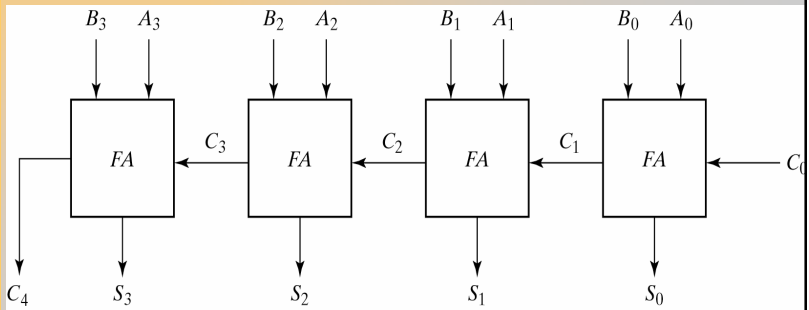 B₃ A₃ B₂ A₂ B₁ A₁ B₀ A₀
C₃ C₂ C₁
FA FA FA FA C₀
C₄ S₃ S₂ S₁ S₀